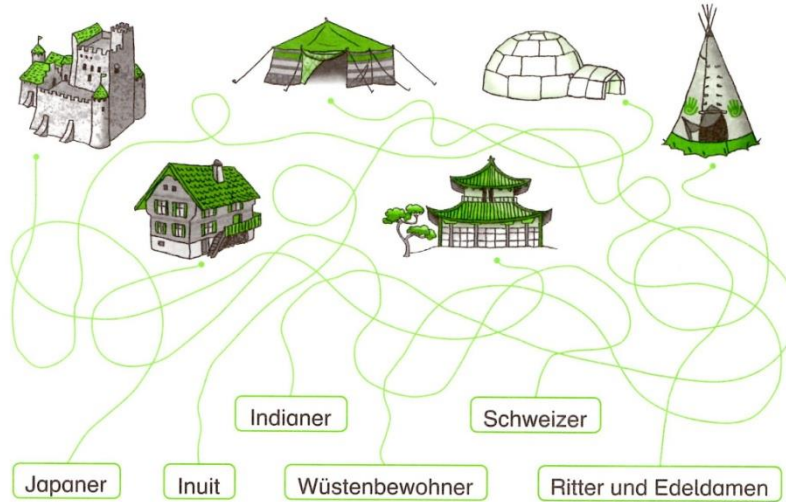 Indianer
Schweizer
Japaner
Inuit
Wüstenbewohner
Ritter und Edeldamen